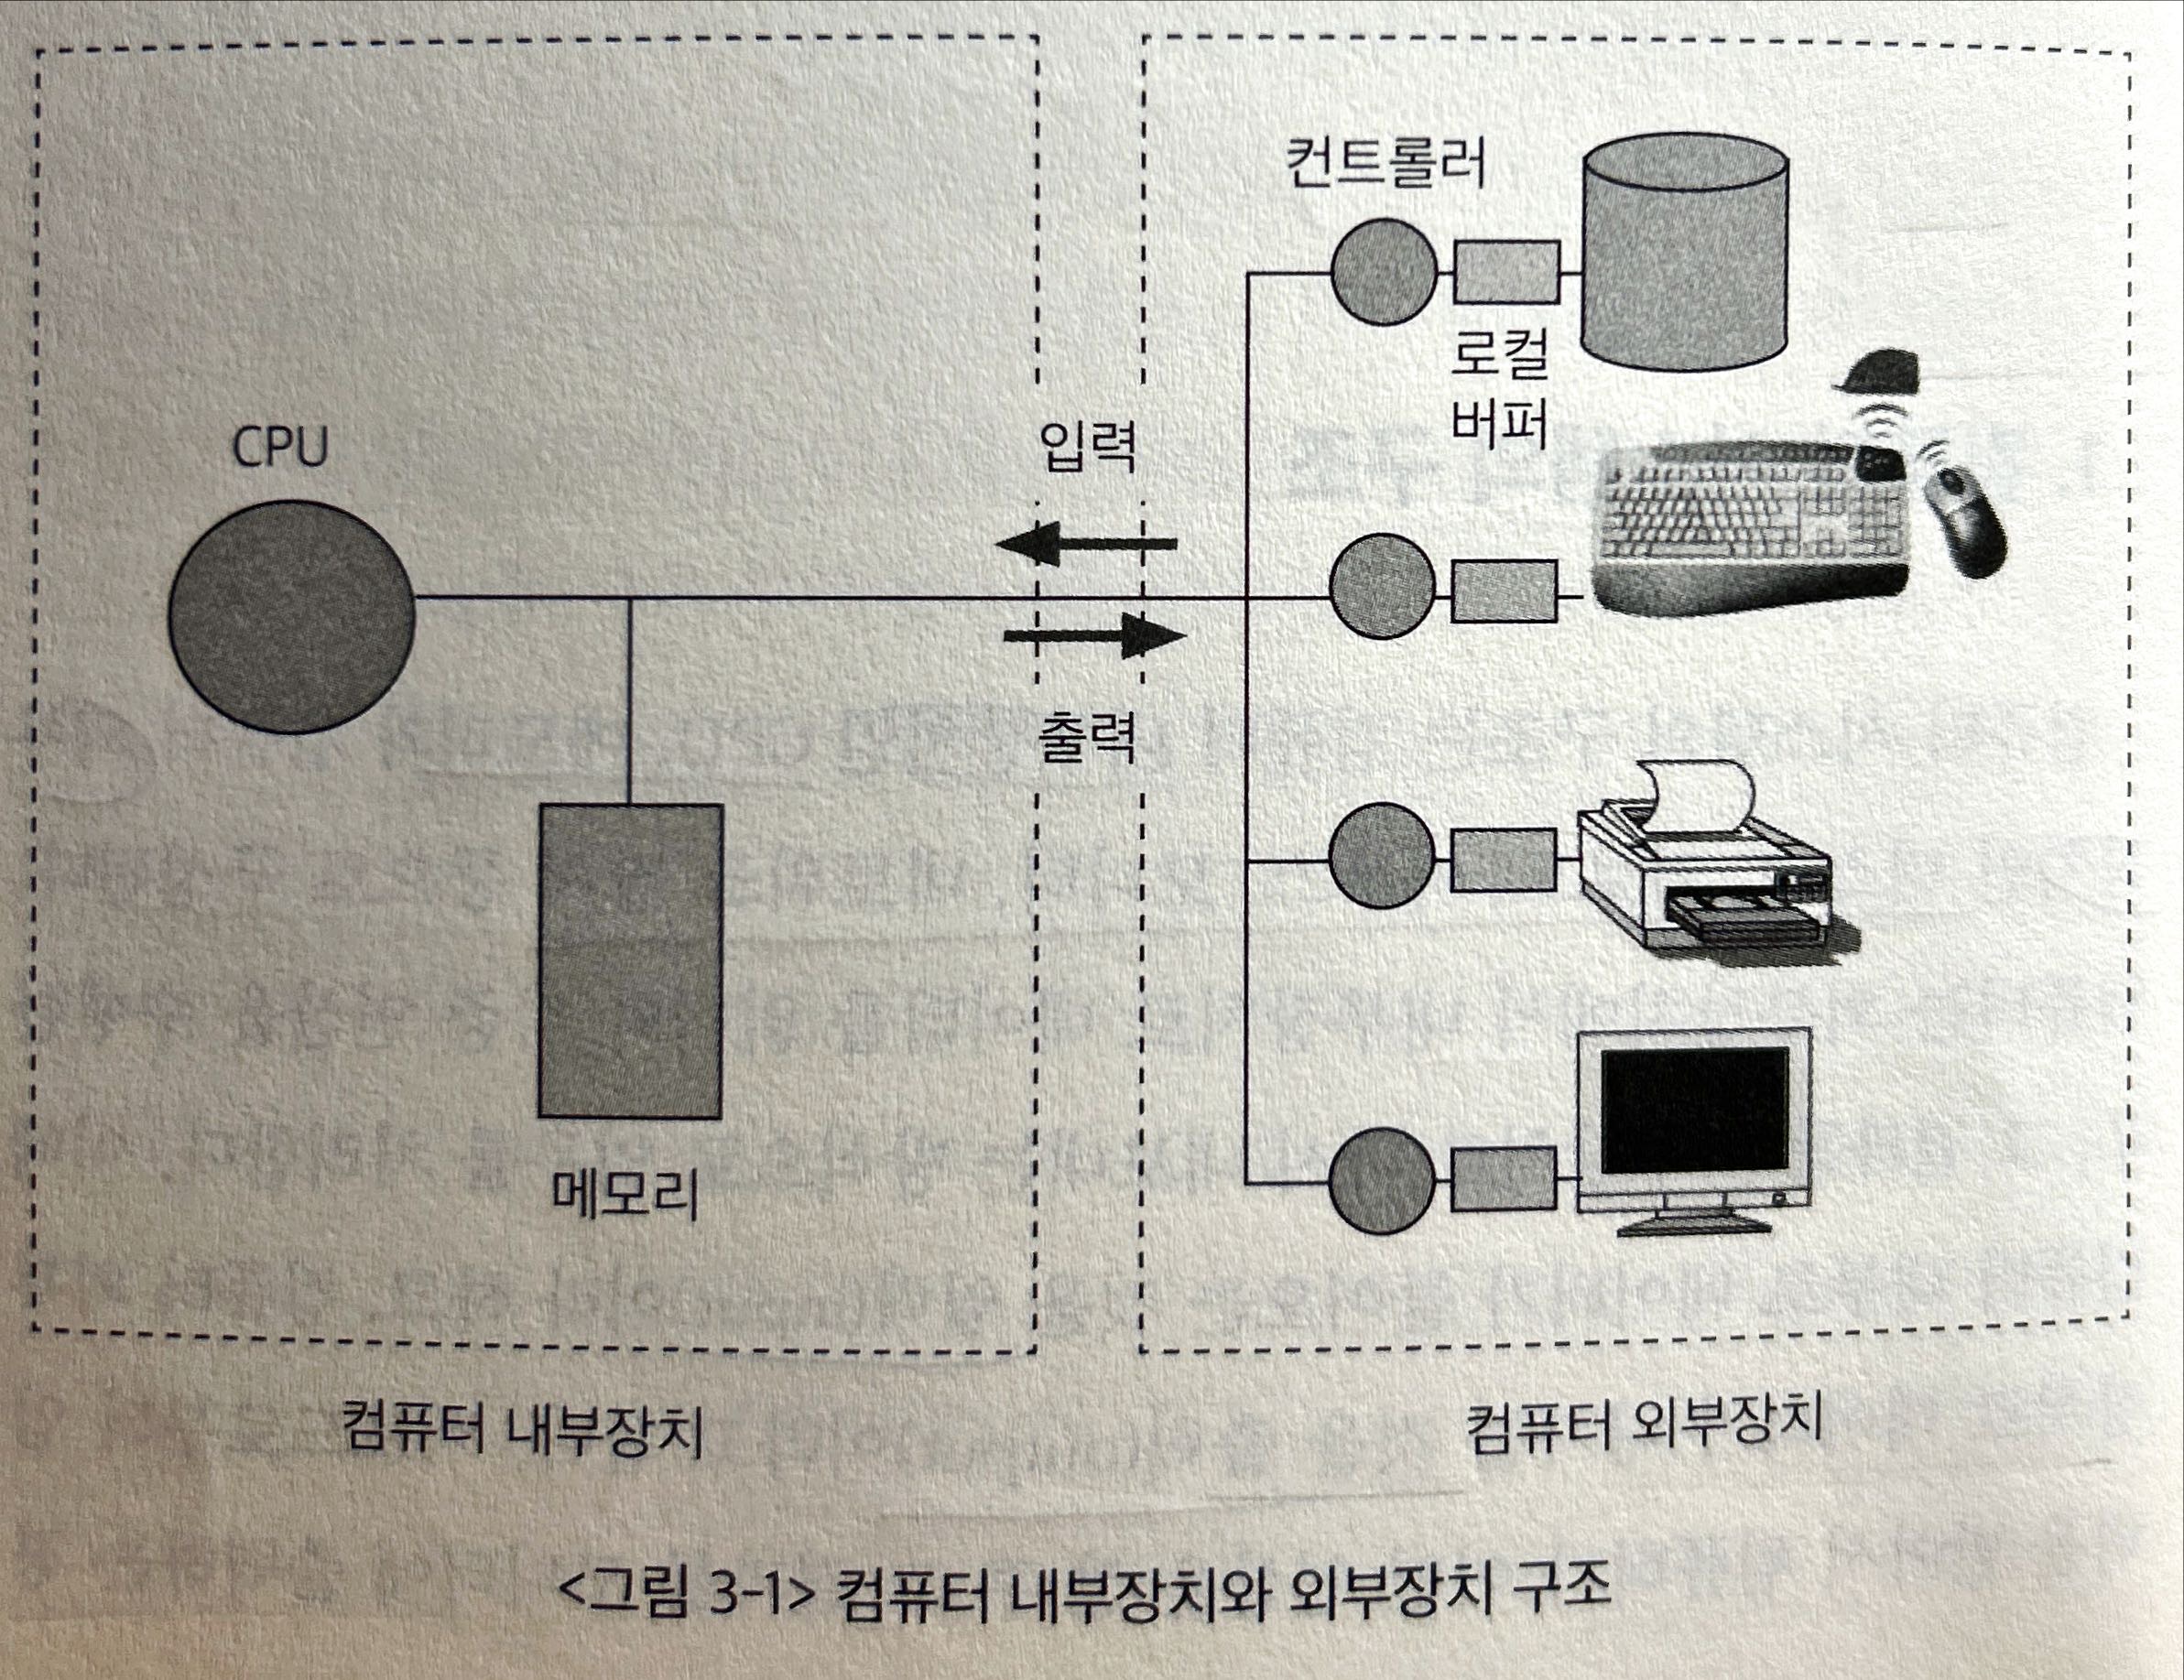 컨트롤러
로컬
버퍼
CPU
입력
출력
메모리
컴퓨터 내부장치
컴퓨터 외부장치
<그림 3-1> 컴퓨터 내부장치와 외부장치 구조